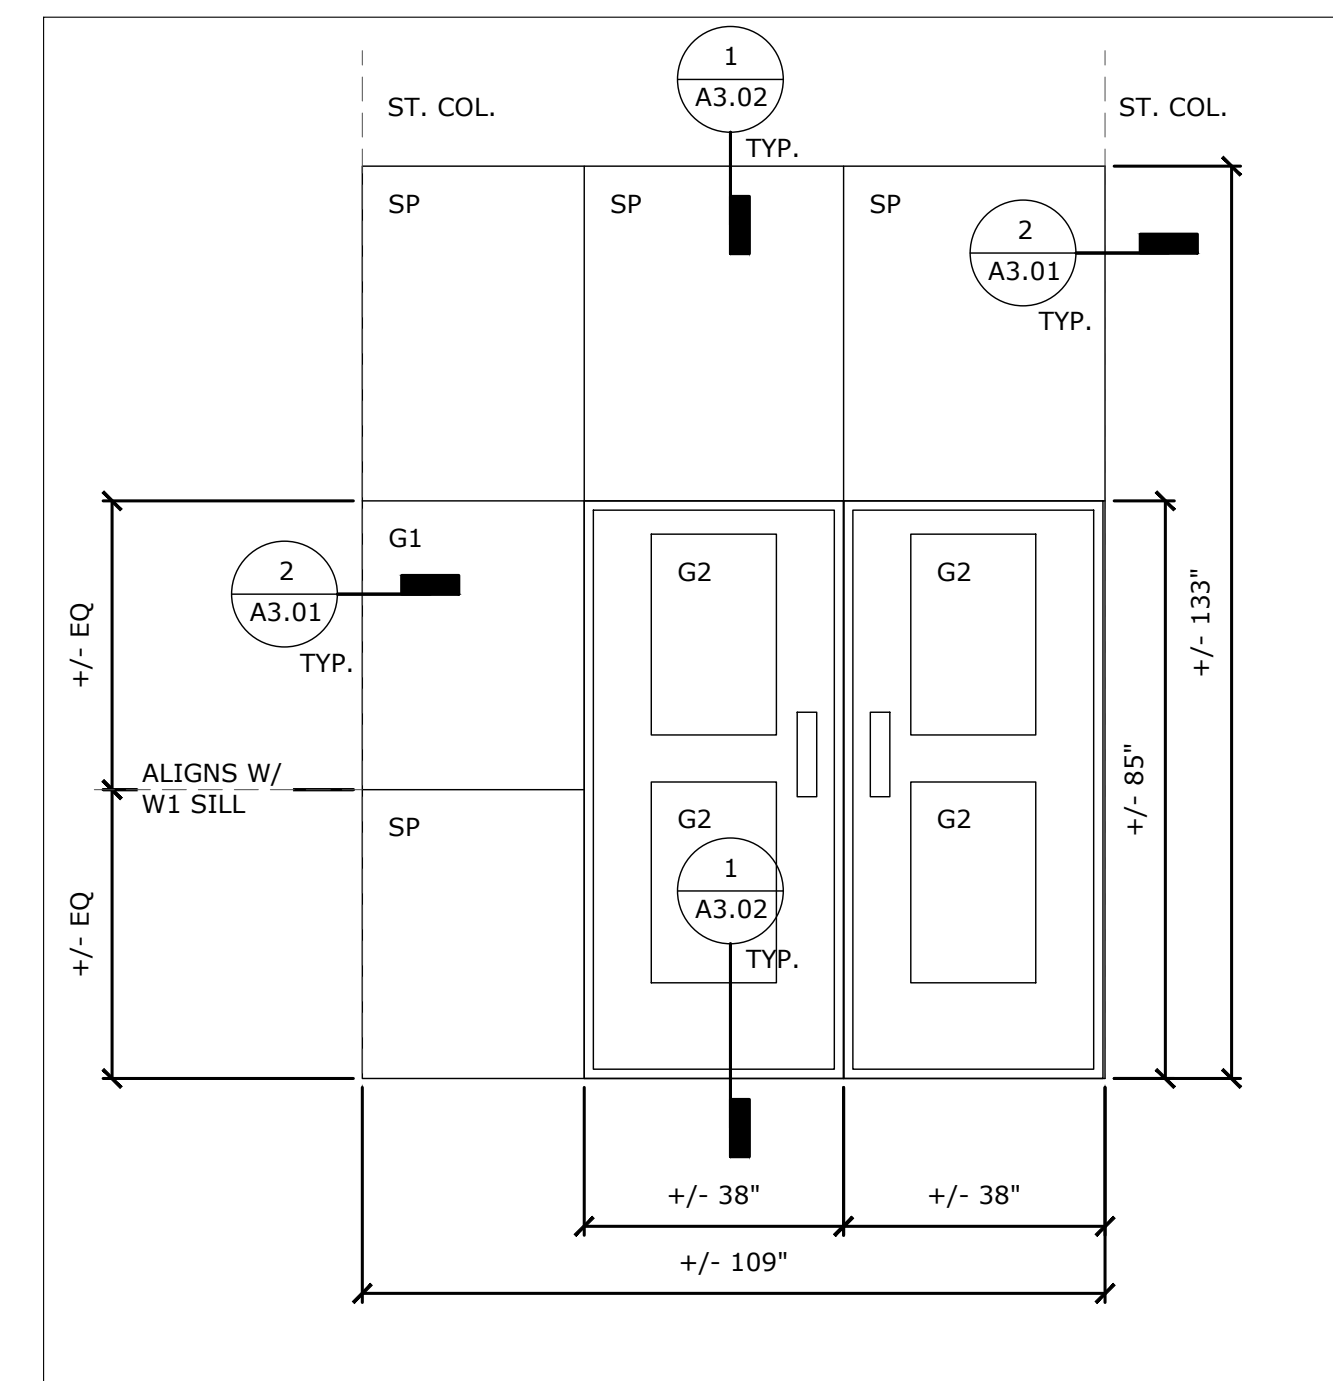 1
A3.02
TYP.
ST. COL.
ST. COL.
SP
SP
SP
2
A3.01
TYP.
G1
2
A3.01
TYP.
G2
G2
+/- EQ
+/- 133"
ALIGNS W/
W1 SILL
+/- 85"
SP
G2
G2
1
A3.02
TYP.
+/- EQ
+/- 38"
+/- 38"
+/- 109"